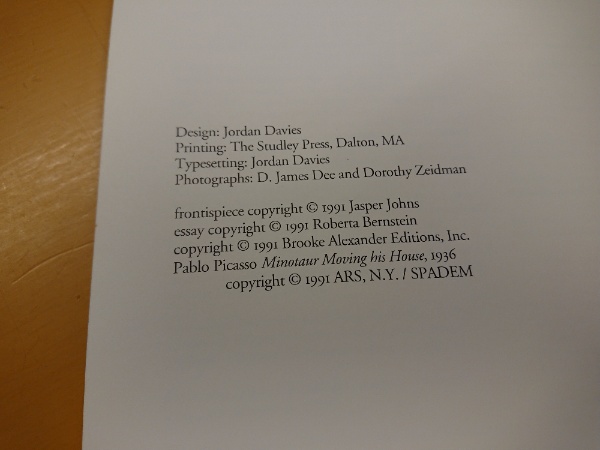 Design: Jordan Davies
Printing: The Studley Press, Dalton, MA
Typesetting: Jordan Davies
Photographs: D. James Dee and Dorothy Zeidman
frontispiece copyright © 1991 Jasper Johns
essay copyright © 1991 Roberta Bernstein
copyright © 1991 Brooke Alexander Editions, Inc.
Pablo Picasso Minotaur Moving his House, 1936
copyright © 1991 ARS, N.Y. / SPADEM